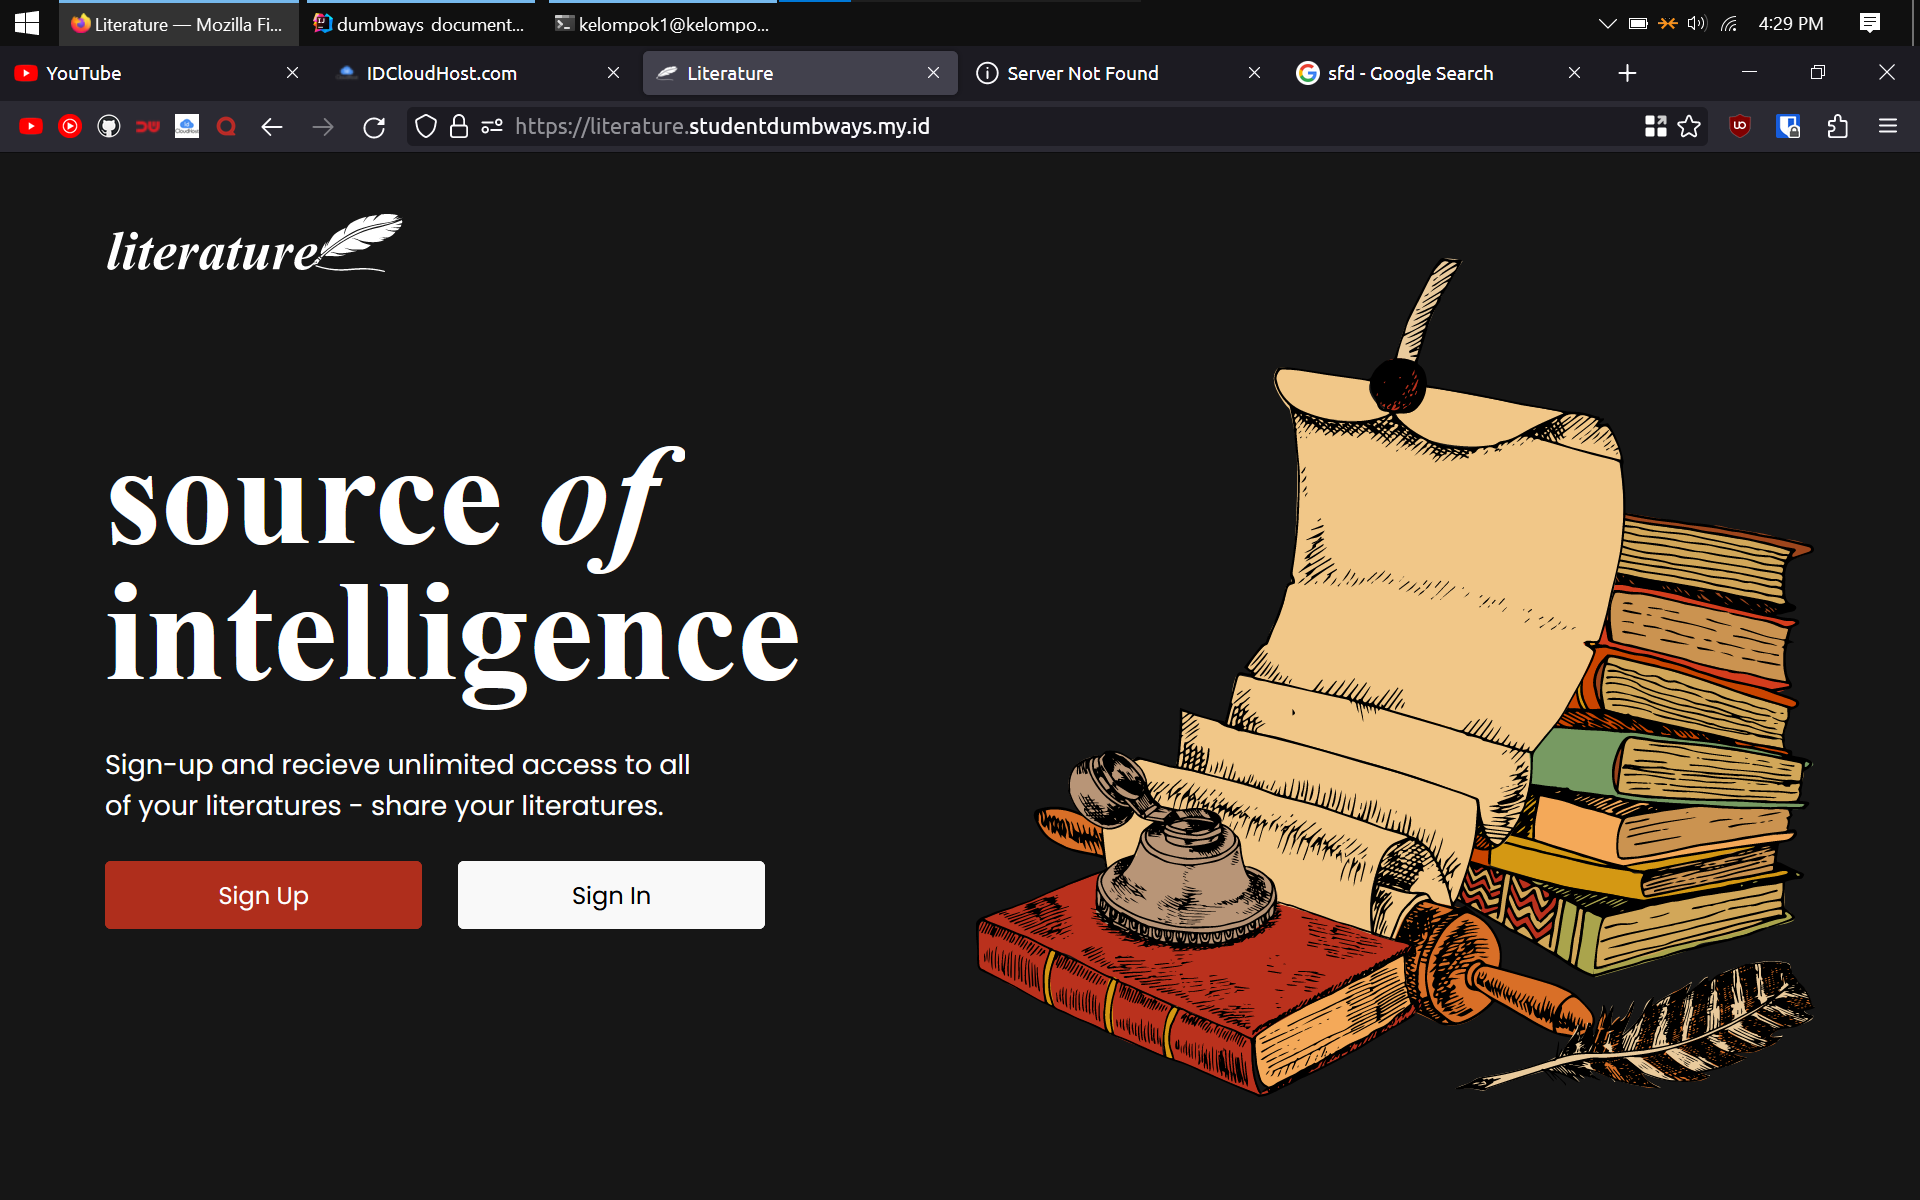 Literature — Mozilla Fi...
dumbways document...
kelompok1@kelompo...
4:29 PM
YouTube
IDCloudHost.com
Literature
Server Not Found
sfd - Google Search
https://literature.studentdumbways.my.id
literature
source of
intelligence
Sign-up and recieve unlimited access to all
of your literatures - share your literatures.
Sign Up
Sign In